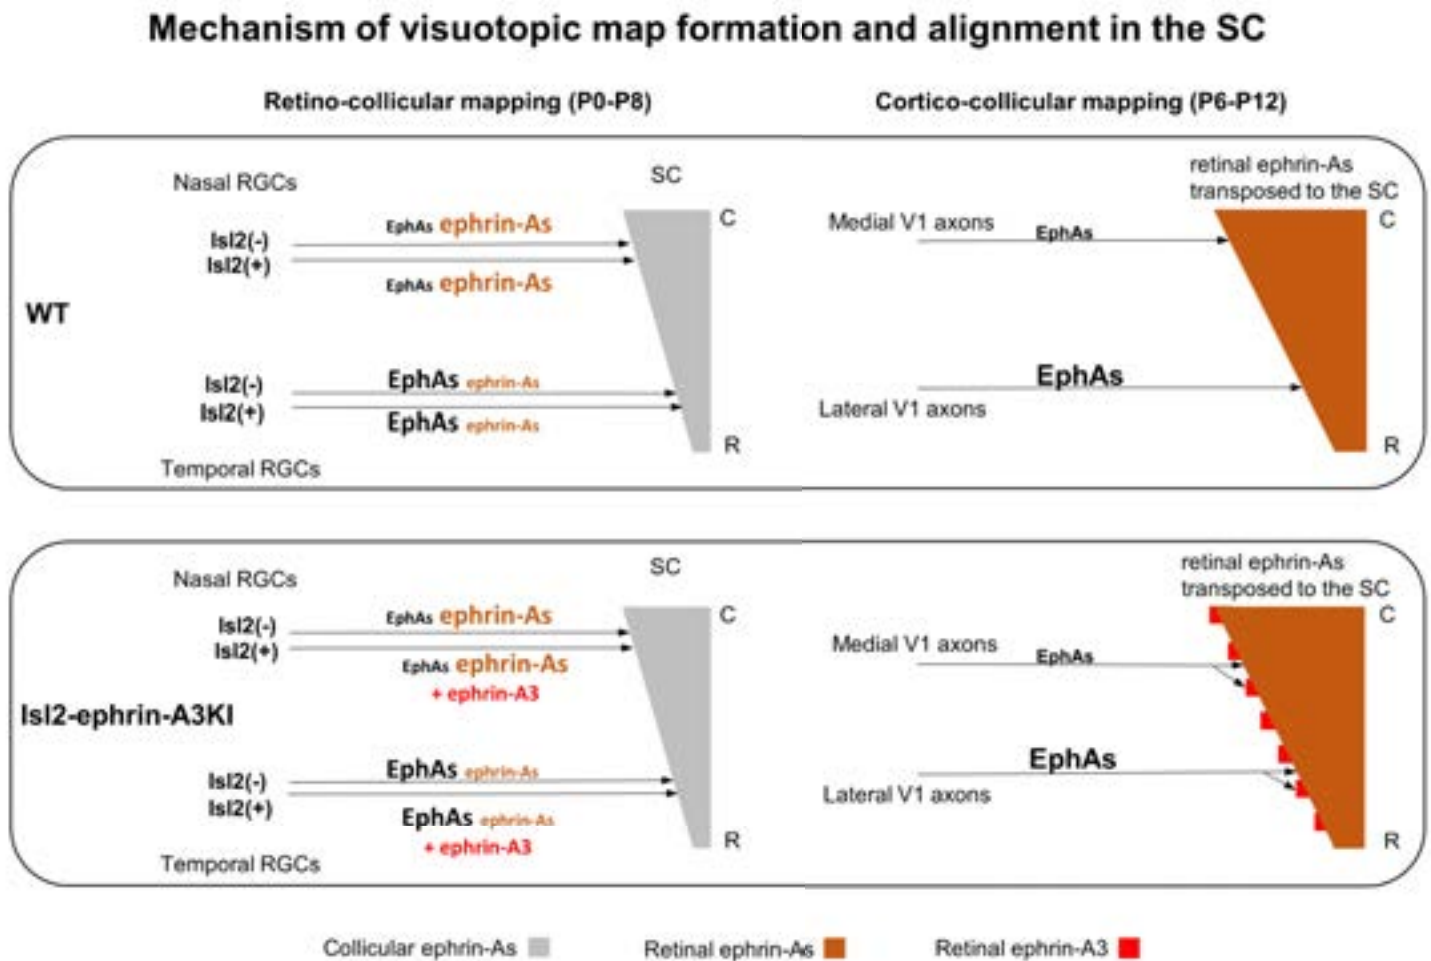 Mechanism of visuotopic map formation and alignment in the SC
Retino-collicular mapping (P0-P8)
Cortico-collicular mapping (P6-P12)
WT
Nasal RGCs
Isl2(-)
Isl2(+)
EphAs ephrin-As
EphAs ephrin-As
Isl2(-)
Isl2(+)
EphAs ephrin-As
EphAs ephrin-As
Temporal RGCs
SC
C
R
retinal ephrin-As
transposed to the SC
Medial V1 axons
EphAs
EphAs
Lateral V1 axons
C
R
Isl2-ephrin-A3KI
Nasal RGCs
Isl2(-)
Isl2(+)
EphAs ephrin-As
EphAs ephrin-As
+ ephrin-A3
Isl2(-)
Isl2(+)
EphAs ephrin-As
EphAs ephrin-As
+ ephrin-A3
Temporal RGCs
SC
C
R
retinal ephrin-As
transposed to the SC
Medial V1 axons
EphAs
EphAs
Lateral V1 axons
C
R
Collicular ephrin-As
Retinal ephrin-As
Retinal ephrin-A3